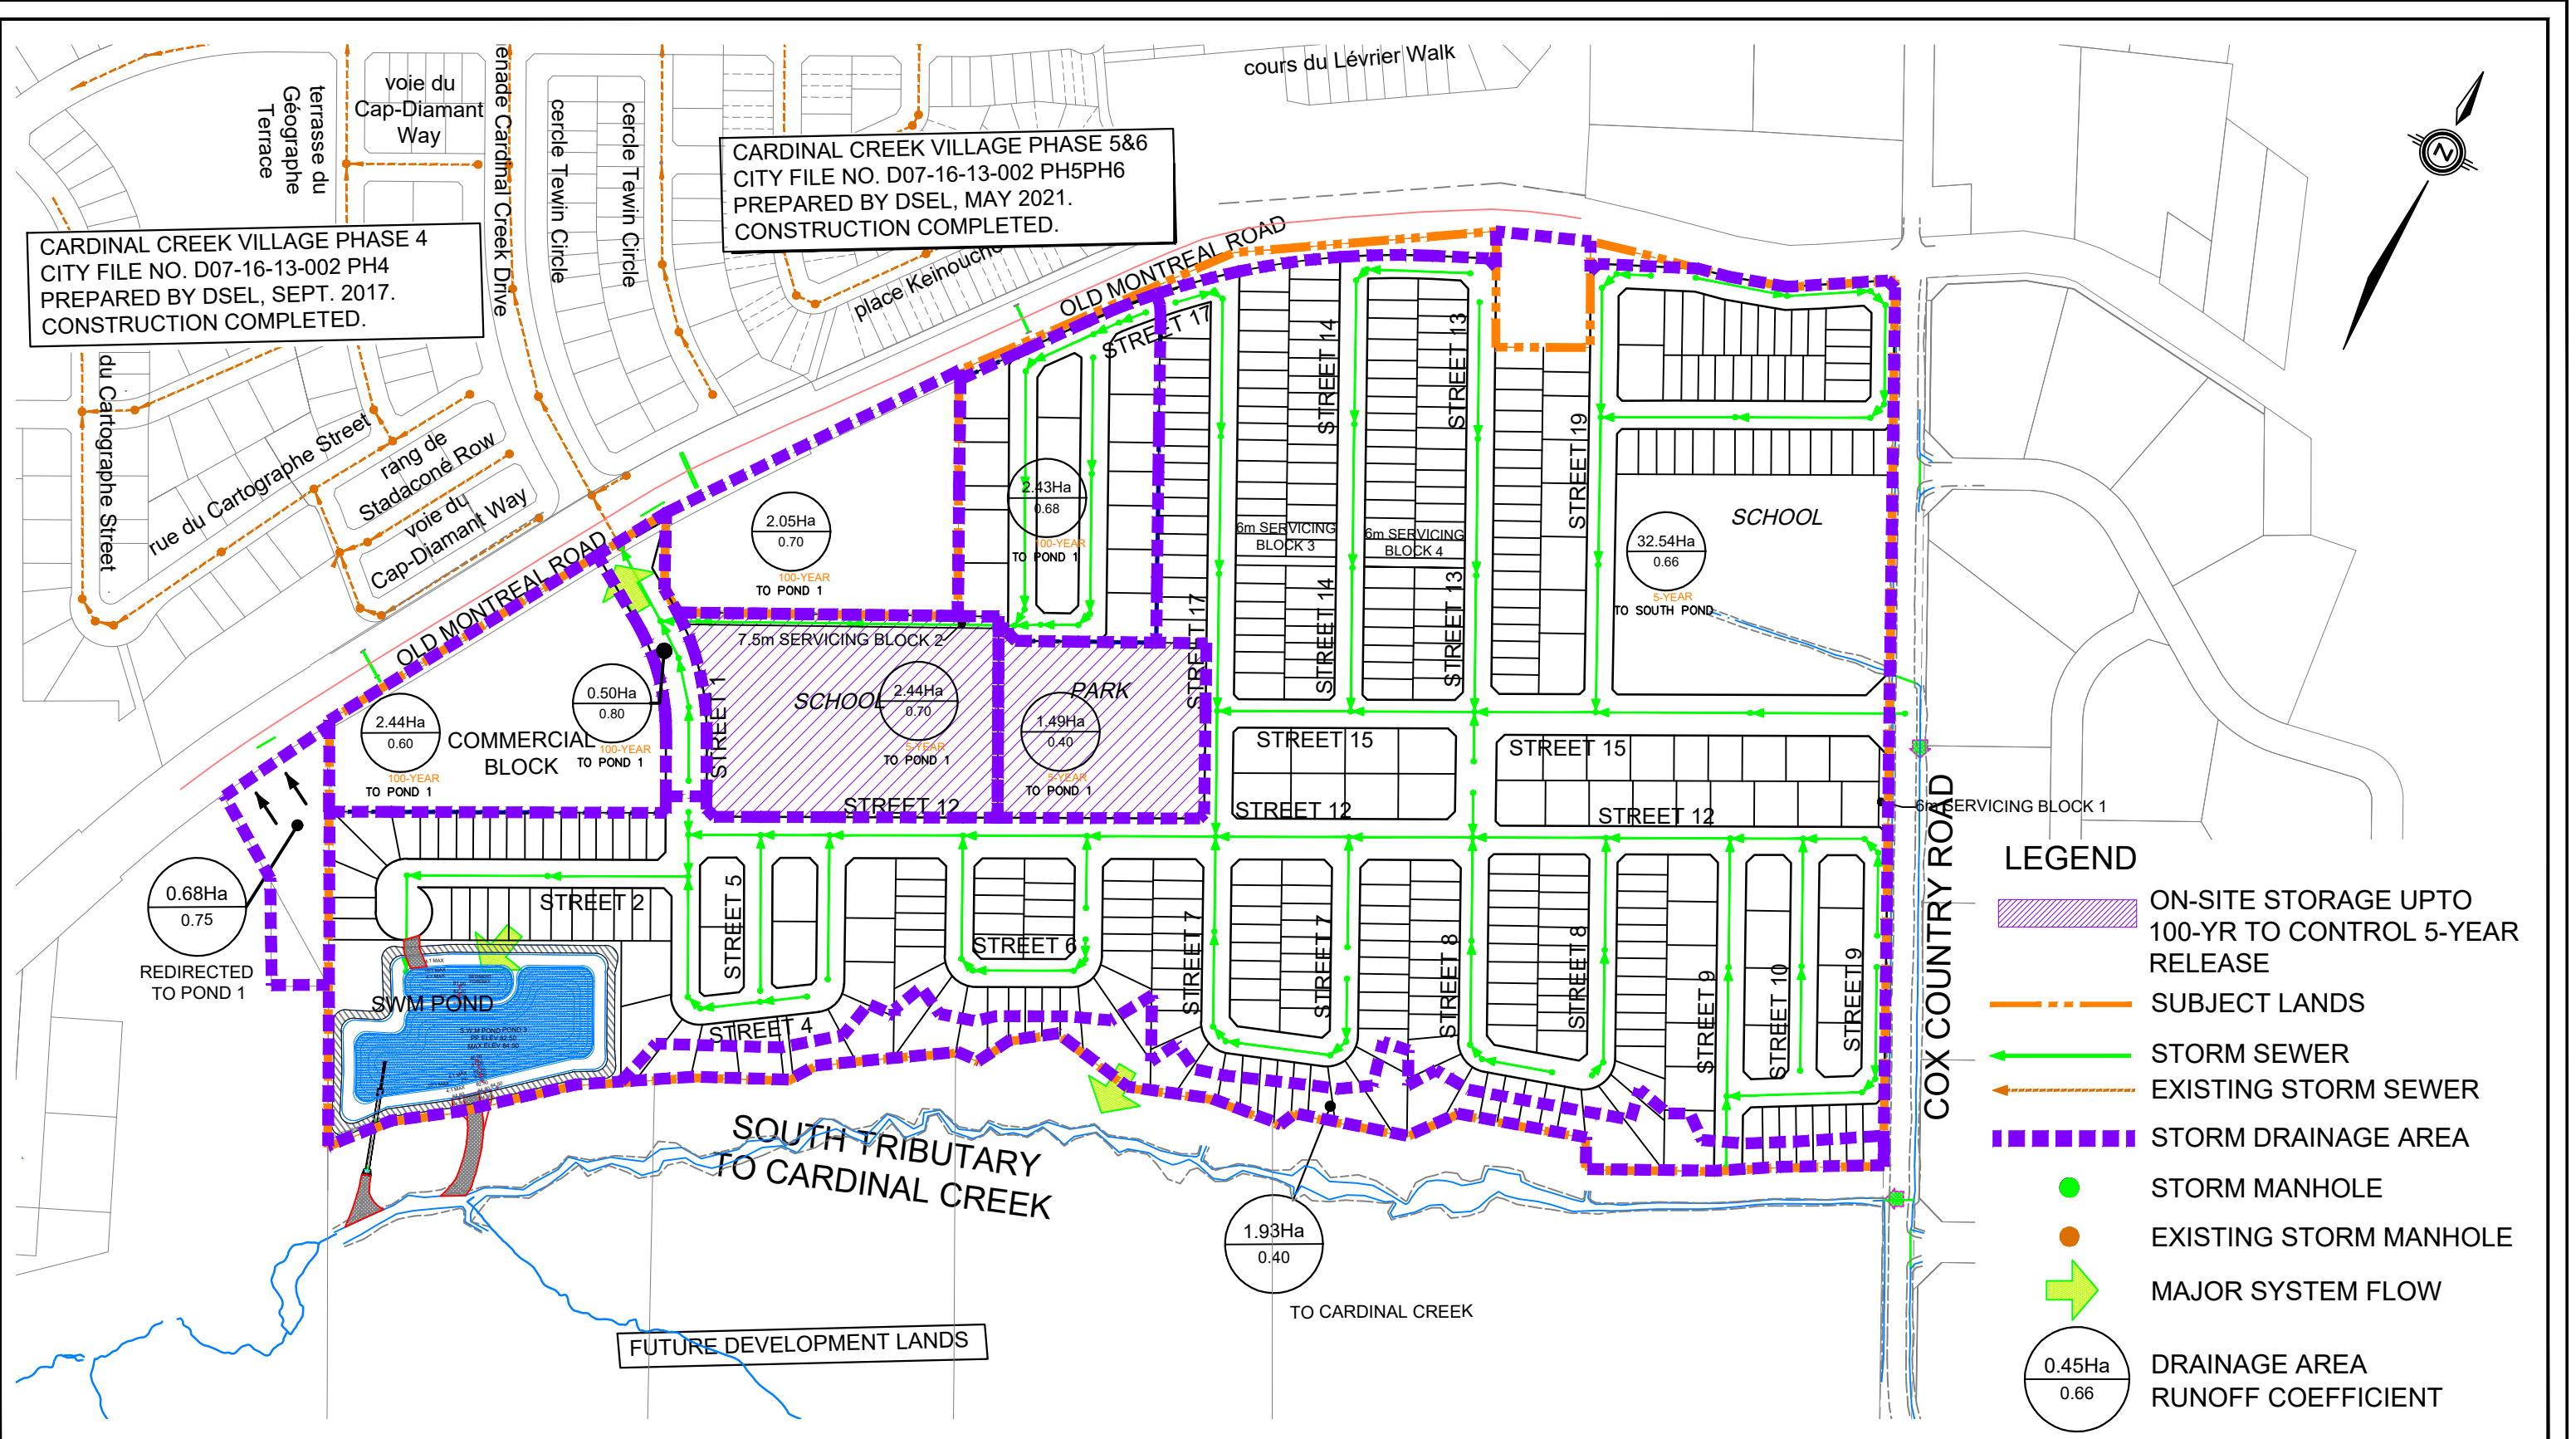 cours du Lévrier Walk
enade Cardinal Creek Drive
voie du
Cap-Diamant
Way
terrasse du
Géographe
Terrace
cercle Tewin Circle
cercle Tewin Circle
CARDINAL CREEK VILLAGE PHASE 5&6
CITY FILE NO. D07-16-13-002 PH5PH6
PREPARED BY DSEL, MAY 2021.
CONSTRUCTION COMPLETED.
CARDINAL CREEK VILLAGE PHASE 4
CITY FILE NO. D07-16-13-002 PH4
PREPARED BY DSEL, SEPT. 2017.
CONSTRUCTION COMPLETED.
N
place Keinouche
OLD MONTREAL ROAD
du Cartographe Street
rue du Cartographe Street
rang de
Stadaconé Row
voie du
Cap-Diamant Way
OLD MONTREAL ROAD
STREET 17
STREET 14
STREET 13
STREET 19
2.43Ha
0.68
100-YEAR
TO POND 1
2.05Ha
0.70
100-YEAR
TO POND 1
6m SERVICING
BLOCK 3
6m SERVICING
BLOCK 4
SCHOOL
32.54Ha
0.66
5-YEAR
TO SOUTH POND
STREET 14
STREET 13
STREET 17
7.5m SERVICING BLOCK 2
SCHOOL
2.44Ha
0.70
5-YEAR
TO POND 1
PARK
1.49Ha
0.40
5-YEAR
TO POND 1
0.50Ha
0.80
100-YEAR
TO POND 1
STREET 1
2.44Ha
0.60
100-YEAR
TO POND 1
COMMERCIAL
BLOCK
STREET 15
STREET 15
STREET 12
STREET 12
STREET 12
6m SERVICING BLOCK 1
COX COUNTRY ROAD
0.68Ha
0.75
REDIRECTED
TO POND 1
STREET 2
STREET 5
STREET 6
STREET 7
STREET 7
STREET 8
STREET 8
STREET 9
STREET 10
STREET 9
STREET 4
SWM POND
SOUTH TRIBUTARY
TO CARDINAL CREEK
1.93Ha
0.40
TO CARDINAL CREEK
FUTURE DEVELOPMENT LANDS
LEGEND
ON-SITE STORAGE UPTO
100-YR TO CONTROL 5-YEAR
RELEASE
SUBJECT LANDS
STORM SEWER
EXISTING STORM SEWER
STORM DRAINAGE AREA
STORM MANHOLE
EXISTING STORM MANHOLE
MAJOR SYSTEM FLOW
0.45Ha
0.66
DRAINAGE AREA
RUNOFF COEFFICIENT